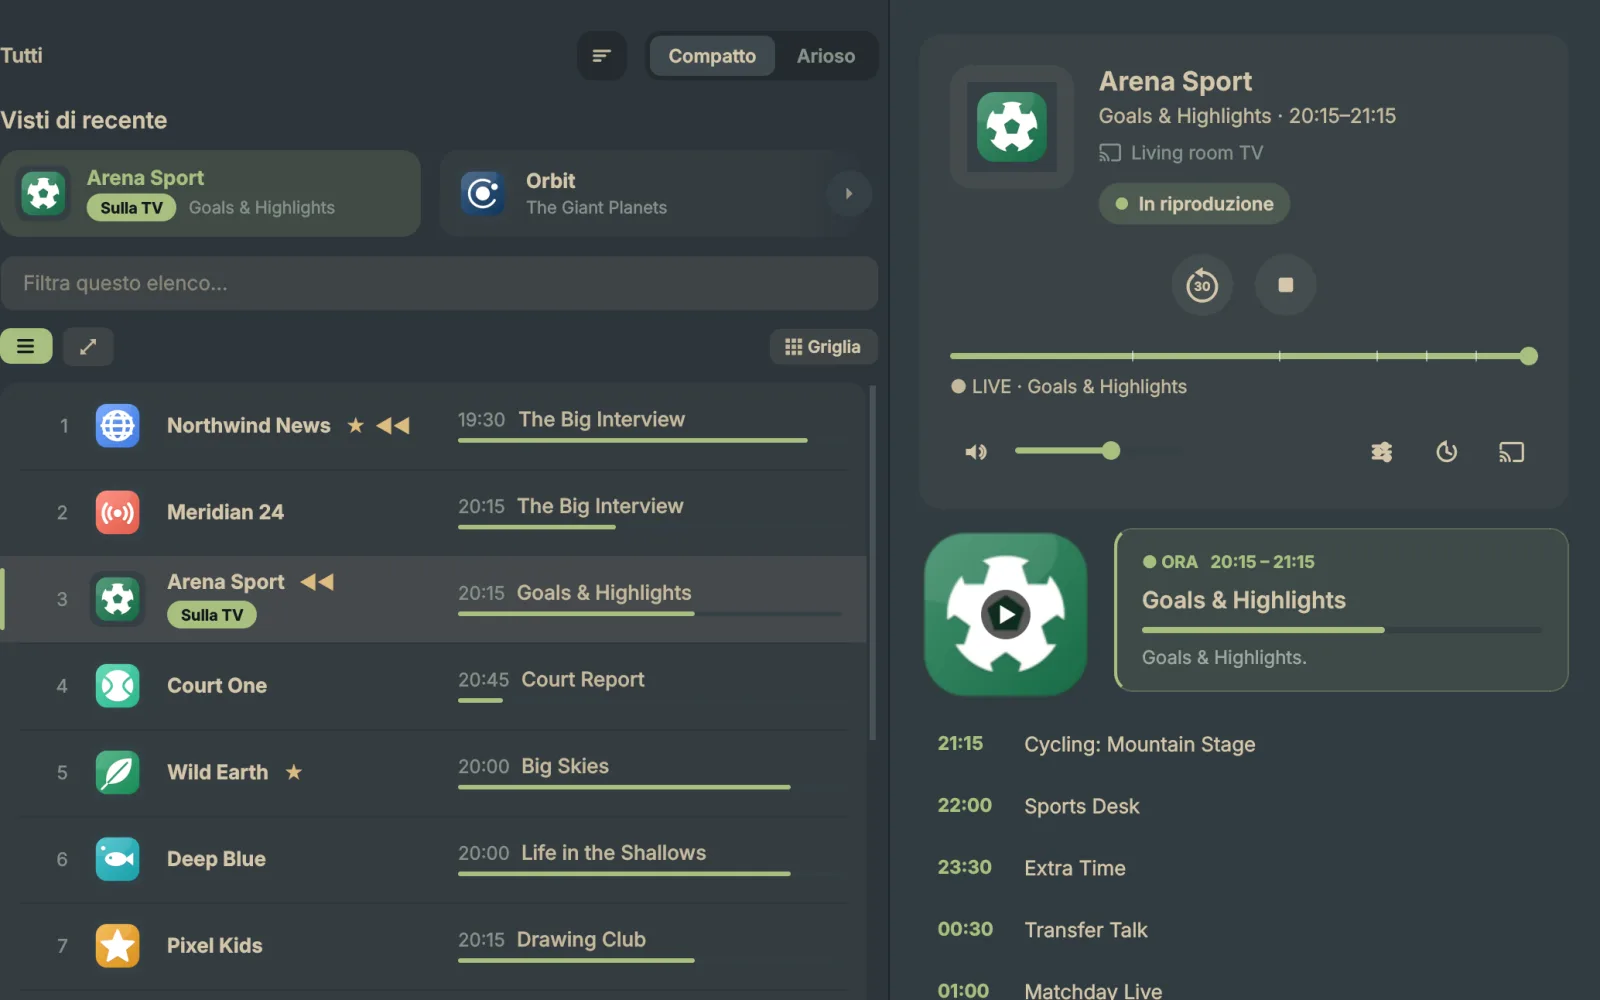 Tutti
Compatto
Arioso
Visti di recente
Arena Sport
Sulla TV
Goals & Highlights
Orbit
The Giant Planets
Filtra questo elenco...
Griglia
1
Northwind News
19:30 The Big Interview
2
Meridian 24
20:15 The Big Interview
3
Arena Sport
Sulla TV
20:15 Goals & Highlights
4
Court One
20:45 Court Report
5
Wild Earth
20:00 Big Skies
6
Deep Blue
20:00 Life in the Shallows
7
Pixel Kids
20:15 Drawing Club
Arena Sport
Goals & Highlights · 20:15–21:15
Living room TV
In riproduzione
30
LIVE · Goals & Highlights
ORA 20:15 – 21:15
Goals & Highlights
Goals & Highlights.
21:15 Cycling: Mountain Stage
22:00 Sports Desk
23:30 Extra Time
00:30 Transfer Talk
01:00 Matchday Live